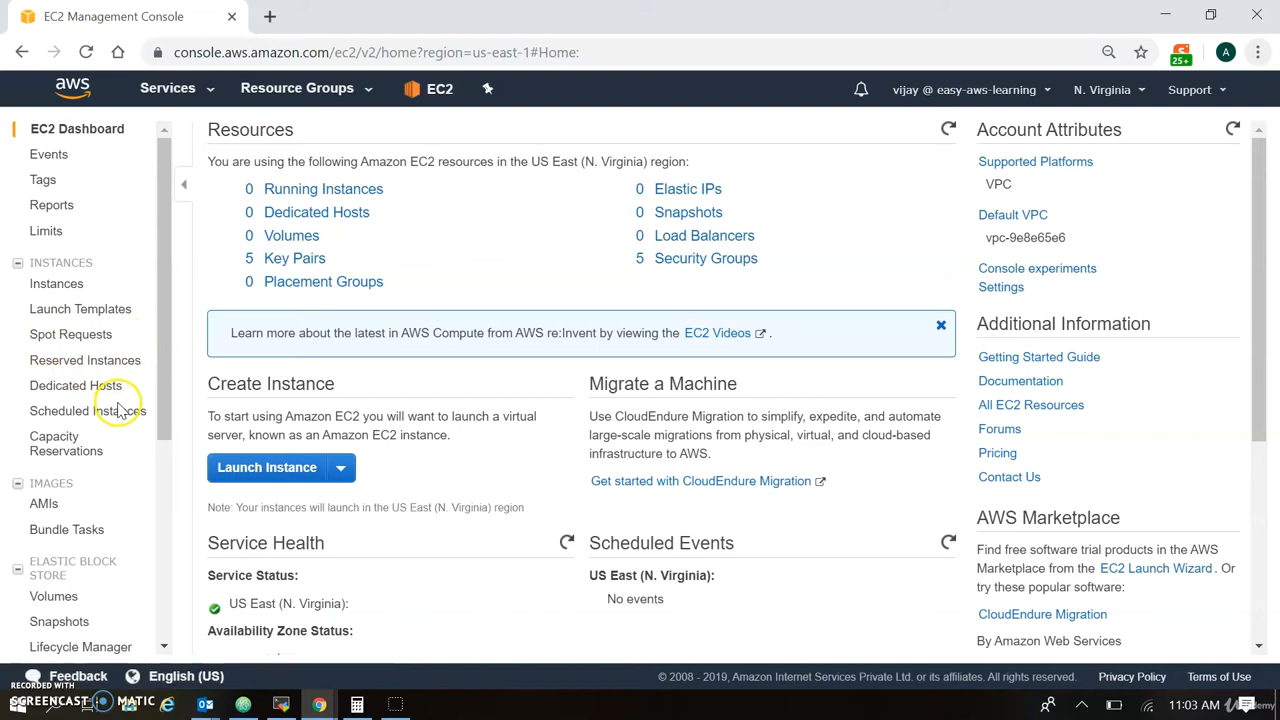 EC2 Management Console
console.aws.amazon.com/ec2/v2/home?region=us-east-1#Home:
25+
A
aws
Services
Resource Groups
EC2
vijay @ easy-aws-learning
N. Virginia
Support
EC2 Dashboard
Events
Tags
Reports
Limits
INSTANCES
Instances
Launch Templates
Spot Requests
Reserved Instances
Dedicated Hosts
Scheduled Instances
Capacity
Reservations
IMAGES
AMIs
Bundle Tasks
ELASTIC BLOCK
STORE
Volumes
Snapshots
Lifecycle Manager
Resources
You are using the following Amazon EC2 resources in the US East (N. Virginia) region:
0 Running Instances
0 Elastic IPs
0 Dedicated Hosts
0 Snapshots
0 Volumes
0 Load Balancers
5 Key Pairs
5 Security Groups
0 Placement Groups
Learn more about the latest in AWS Compute from AWS re:Invent by viewing the EC2 Videos .
Create Instance
To start using Amazon EC2 you will want to launch a virtual
server, known as an Amazon EC2 instance.
Launch Instance
Note: Your instances will launch in the US East (N. Virginia) region
Migrate a Machine
Use CloudEndure Migration to simplify, expedite, and automate
large-scale migrations from physical, virtual, and cloud-based
infrastructure to AWS.
Get started with CloudEndure Migration
Service Health
Service Status:
US East (N. Virginia):
Availability Zone Status:
Scheduled Events
US East (N. Virginia):
No events
Account Attributes
Supported Platforms
VPC
Default VPC
vpc-9e8e65e6
Console experiments
Settings
Additional Information
Getting Started Guide
Documentation
All EC2 Resources
Forums
Pricing
Contact Us
AWS Marketplace
Find free software trial products in the AWS
Marketplace from the EC2 Launch Wizard. Or
try these popular software:
CloudEndure Migration
By Amazon Web Services
Feedback
English (US)
© 2008 - 2019, Amazon Internet Services Private Ltd. or its affiliates. All rights reserved.
Privacy Policy
Terms of Use
RECORDED WITH
SCREENCAST MATIC
11:03 AM